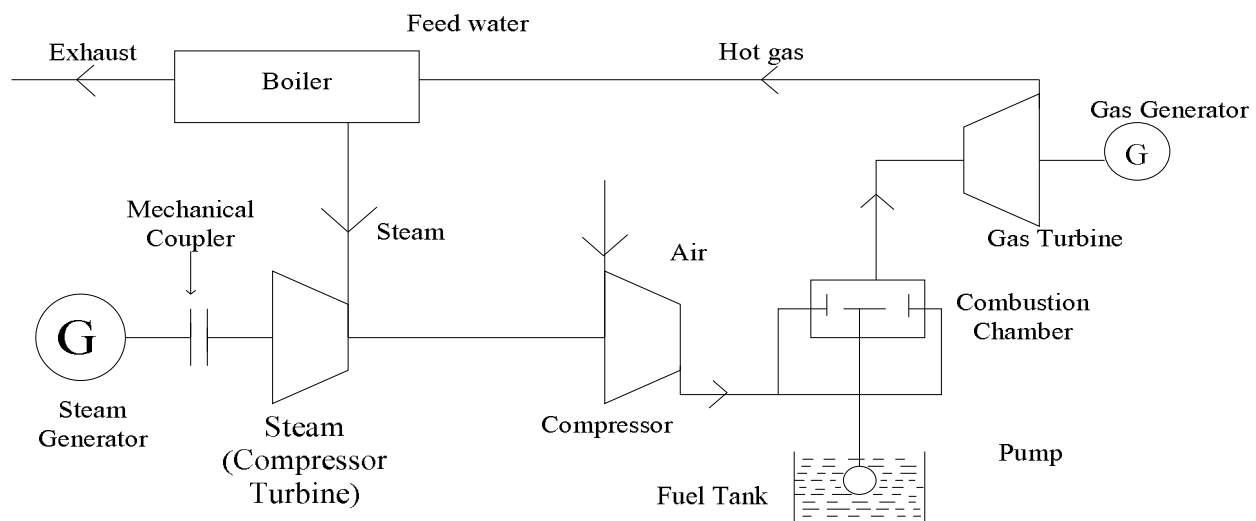 Feed water
Exhaust
Boiler
Hot gas
Gas Generator
G
Mechanical
Coupler
Steam
Air
Gas Turbine
Combustion
Chamber
G
Steam
Generator
Steam
(Compressor
Turbine)
Compressor
Pump
Fuel Tank